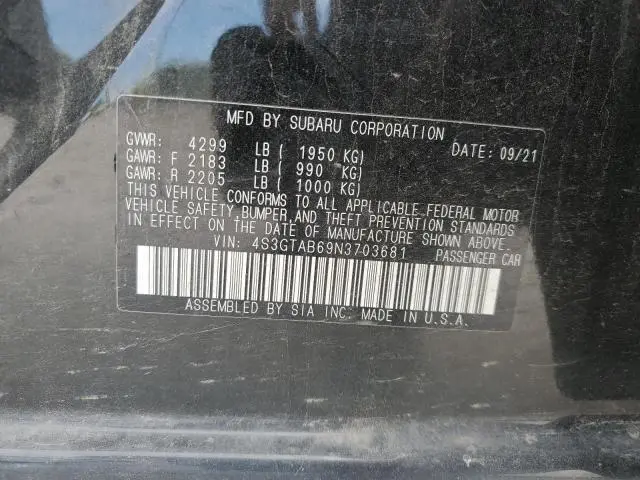 MFD BY SUBARU CORPORATION
GVWR: 4299 LB ( 1950 KG) DATE: 09/21
GAWR: F 2183 LB ( 990 KG)
GAWR: R 2205 LB ( 1000 KG)
THIS VEHICLE CONFORMS TO ALL APPLICABLE FEDERAL MOTOR
VEHICLE SAFETY, BUMPER, AND THEFT PREVENTION STANDARDS
IN EFFECT ON THE DATE OF MANUFACTURE SHOWN ABOVE.
VIN: 4S3GTAB69N3703681 PASSENGER CAR
ASSEMBLED BY SIA INC. MADE IN U.S.A.